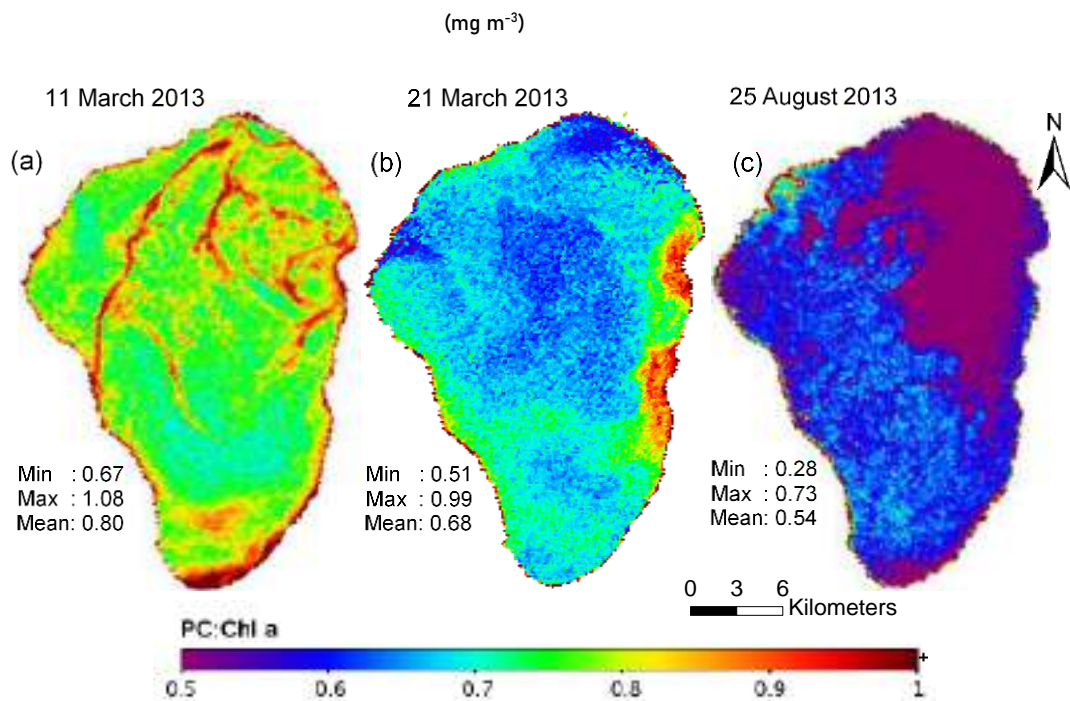 (mg m⁻³)
11 March 2013
21 March 2013
25 August 2013
N
(a)
(b)
(c)
Min : 0.67
Max : 1.08
Mean: 0.80
Min : 0.51
Max : 0.99
Mean: 0.68
Min : 0.28
Max : 0.73
Mean: 0.54
0 3 6
Kilometers
PC:Chl a
+
0.5 0.6 0.7 0.8 0.9 1